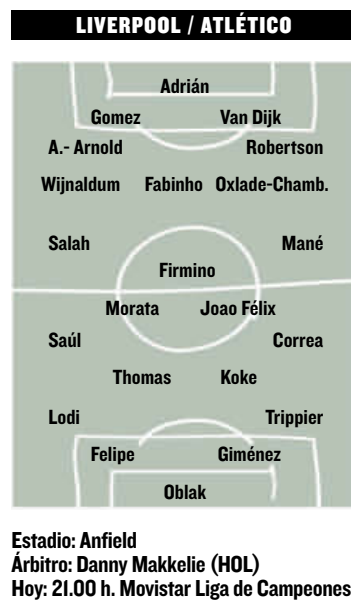 LIVERPOOL / ATLÉTICO
Adrián
Gomez Van Dijk
A.- Arnold Robertson
Wijnaldum Fabinho Oxlade-Chamb.
Salah Mané
Firmino
Morata Joao Félix
Saúl Correa
Thomas Koke
Lodi Trippier
Felipe Giménez
Oblak
Estadio: Anfield
Árbitro: Danny Makkelie (HOL)
Hoy: 21.00 h. Movistar Liga de Campeones